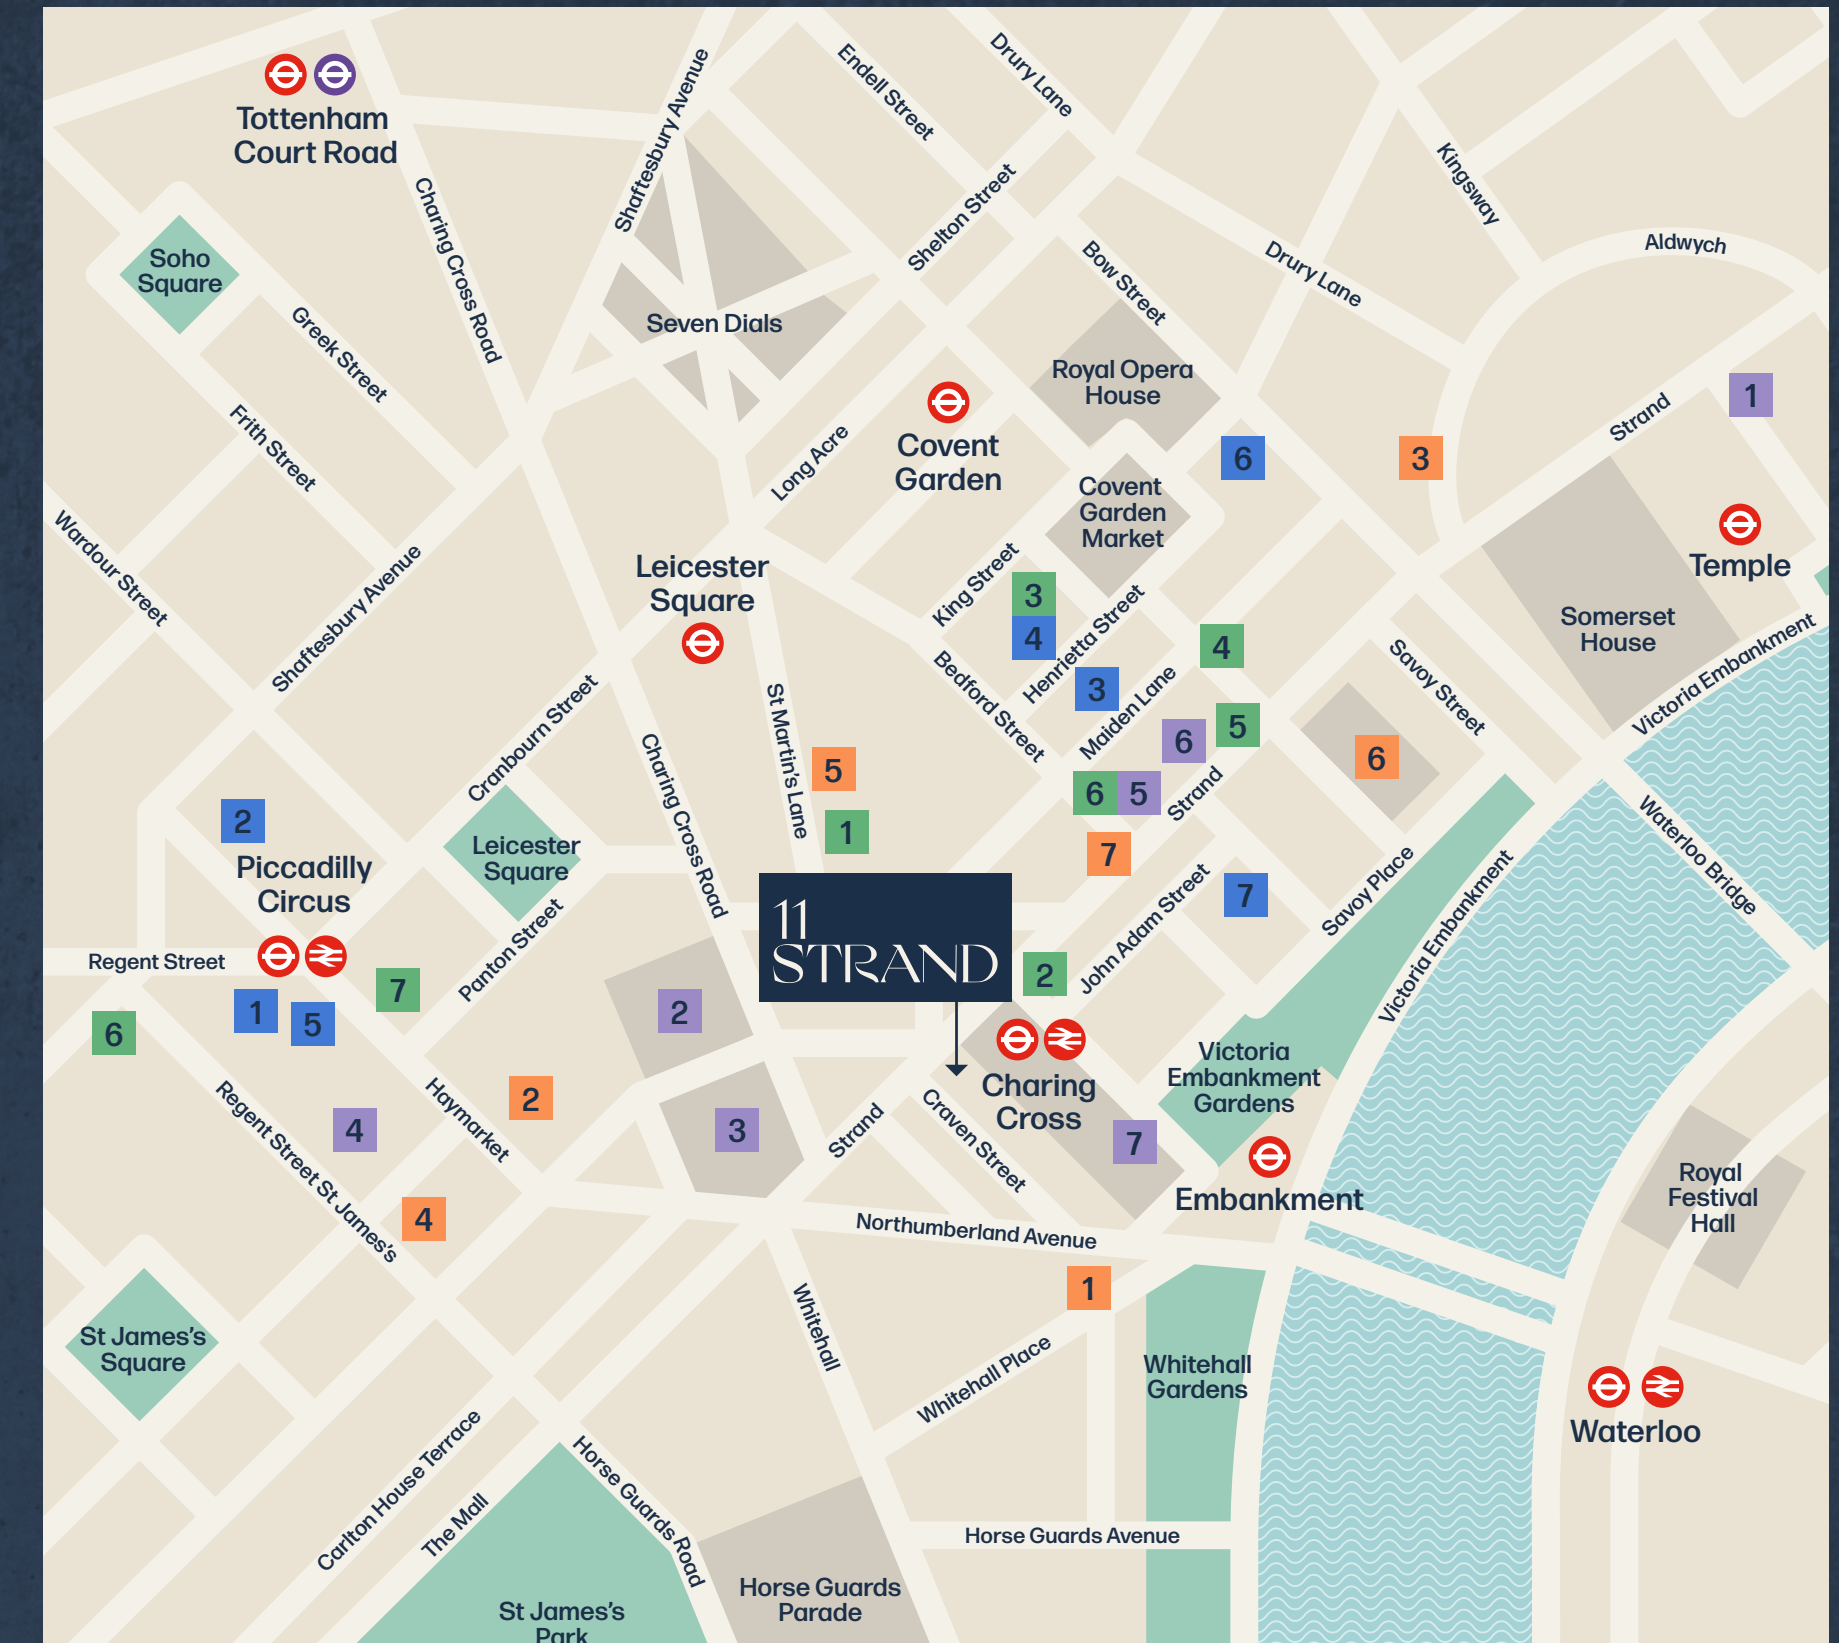 Tottenham
Court Road
Shaftesbury Avenue
Endell Street
Drury Lane
Kingsway
Aldwych
Charing Cross Road
Shelton Street
Soho
Square
Bow Street
Drury Lane
Greek Street
Seven Dials
Royal Opera
House
1
Strand
Frith Street
Long Acre
Covent
Garden
6
3
Covent
Garden
Market
Temple
Wardour Street
Shaftesbury Avenue
Leicester
Square
King Street
3
4
Henrietta Street
4
Somerset
House
Victoria Embankment
Savoy Street
Bedford Street
3
Maiden Lane
5
6
Cranbourn Street
Charing Cross Road
St Martin's Lane
5
1
6
5
Strand
6
7
Waterloo Bridge
2
Piccadilly
Circus
Leicester
Square
Panton Street
11
STRAND
2
John Adam Street
7
Savoy Place
Victoria Embankment
Regent Street
1
5
7
6
2
Charing
Cross
Victoria
Embankment
Gardens
2
4
Haymarket
Regent Street St James's
3
Strand
Craven Street
7
Embankment
Royal
Festival
Hall
4
Northumberland Avenue
1
St James's
Square
Whitehall
Whitehall Place
Whitehall
Gardens
Waterloo
Carlton House Terrace
The Mall
Horse Guards Road
Horse Guards Avenue
Horse Guards
Parade
St James's
Park